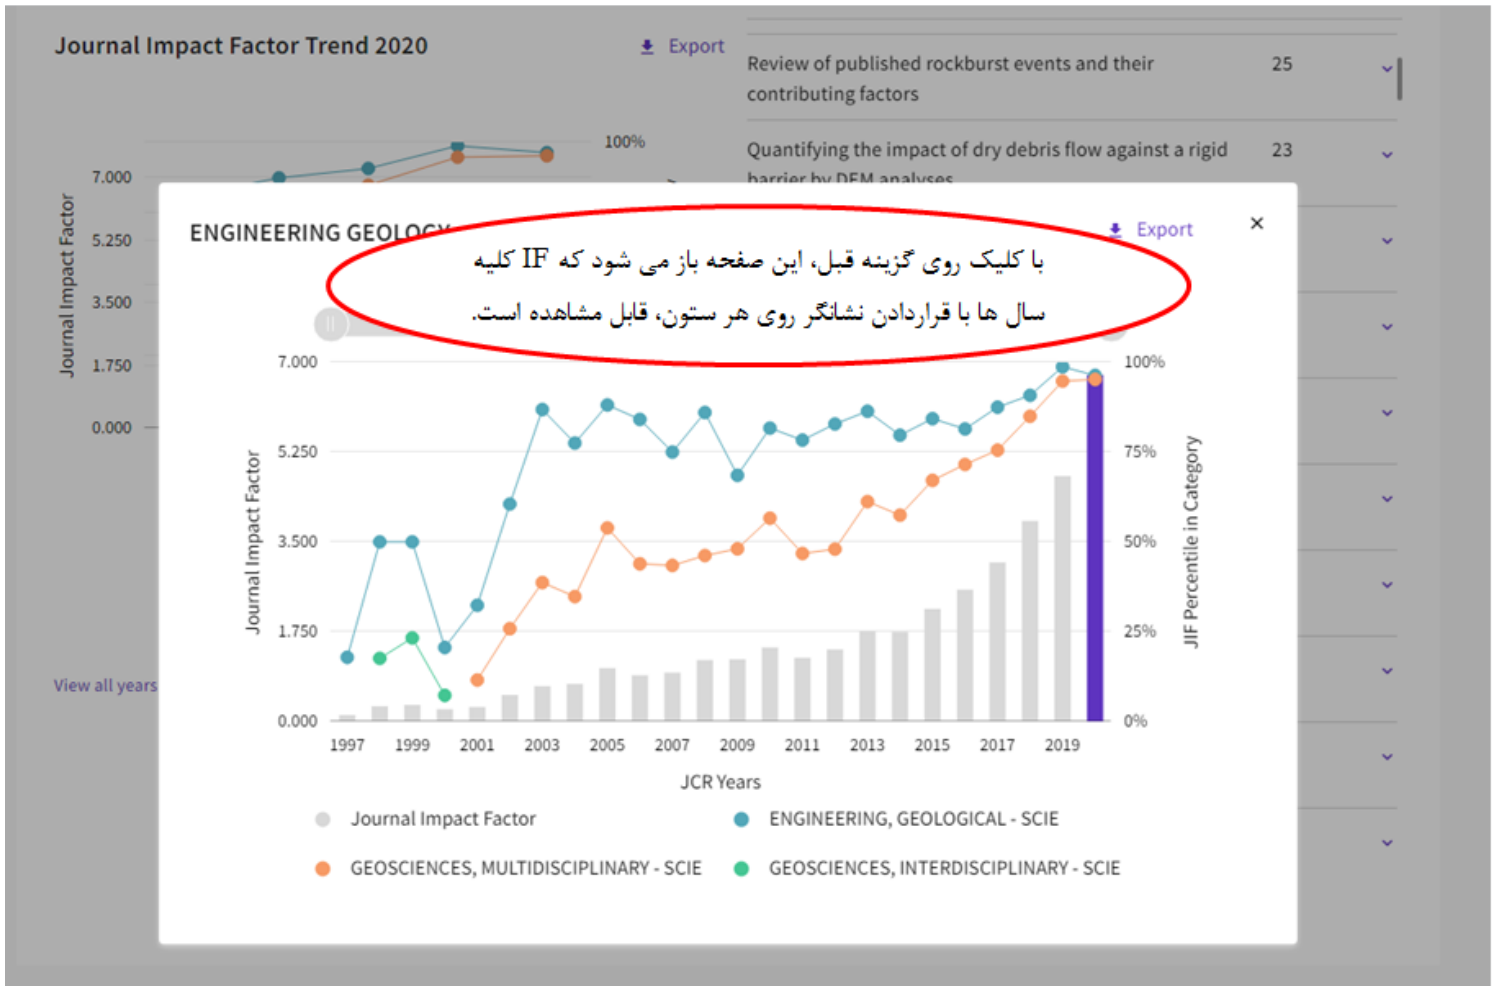 Journal Impact Factor Trend 2020
Export
100%
7.000
5.250
3.500
1.750
0.000
Journal Impact Factor
View all years
Review of published rockburst events and their
contributing factors
25
Quantifying the impact of dry debris flow against a rigid
barrier by DEM analyses
23
ENGINEERING GEOLOGY
Export
با کلیک روی گزینه قبل، این صفحه باز می شود که IF کلیه
سال ها با قراردادن نشانگر روی هر ستون، قابل مشاهده است.
7.000
5.250
3.500
1.750
0.000
Journal Impact Factor
100%
75%
50%
25%
0%
JIF Percentile in Category
1997 1999 2001 2003 2005 2007 2009 2011 2013 2015 2017 2019
JCR Years
Journal Impact Factor
ENGINEERING, GEOLOGICAL - SCIE
GEOSCIENCES, MULTIDISCIPLINARY - SCIE
GEOSCIENCES, INTERDISCIPLINARY - SCIE